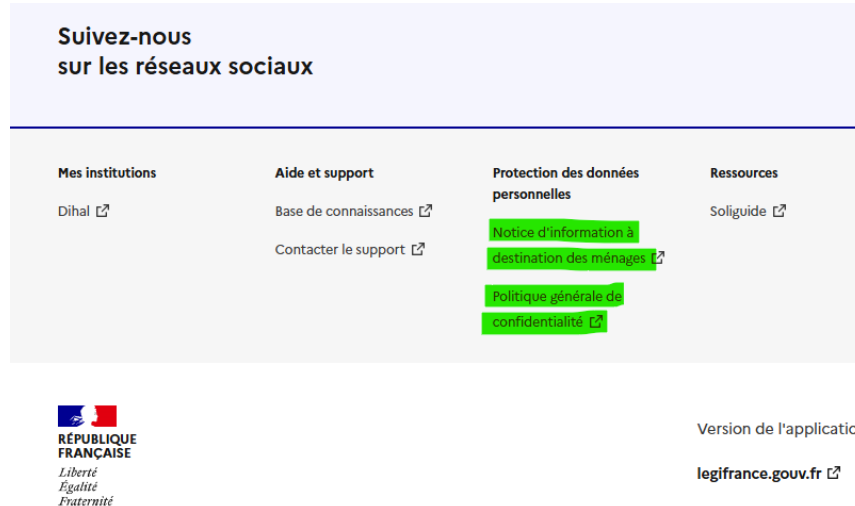 Suivez-nous
sur les réseaux sociaux
Mes institutions
Dihal
Aide et support
Base de connaissances
Contacter le support
Protection des données
personnelles
Notice d'information à
destination des ménages
Politique générale de
confidentialité
Ressources
Soliguide
RÉPUBLIQUE
FRANÇAISE
Liberté
Égalité
Fraternité
Version de l'applicatio
legifrance.gouv.fr